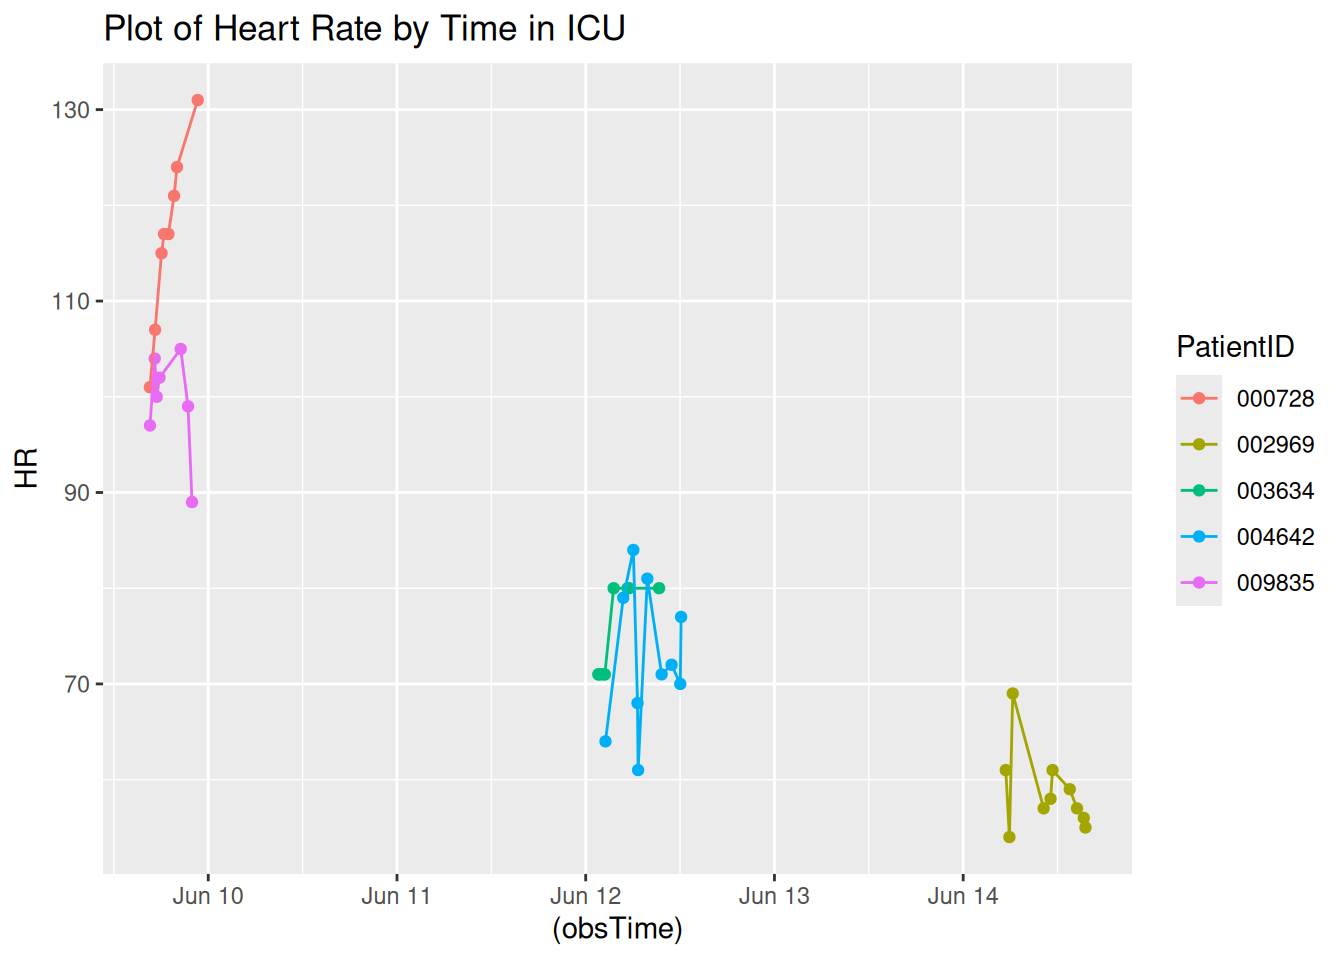 Plot of Heart Rate by Time in ICU
130
110
90
70
HR
Jun 10
Jun 11
Jun 12
Jun 13
Jun 14
(obsTime)
PatientID
000728
002969
003634
004642
009835